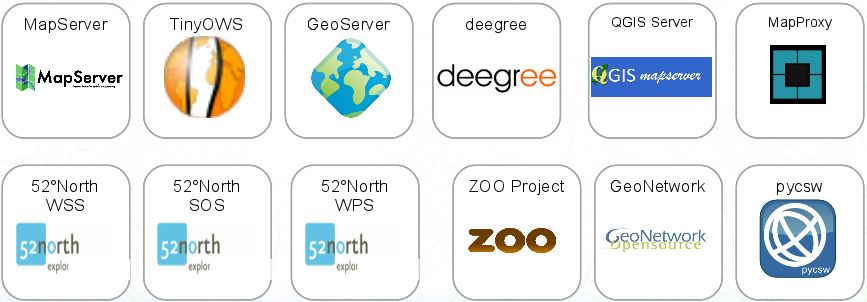 MapServer
TinyOWS
GeoServer
deegree
QGIS Server
MapProxy
MapServer
deegree
QGIS mapserver
52°North
WSS
52°North
SOS
52°North
WPS
ZOO Project
GeoNetwork
pycsw
52north
explor
52north
explor
52north
explor
ZOO
GeoNetwork
Opensource
pycsw